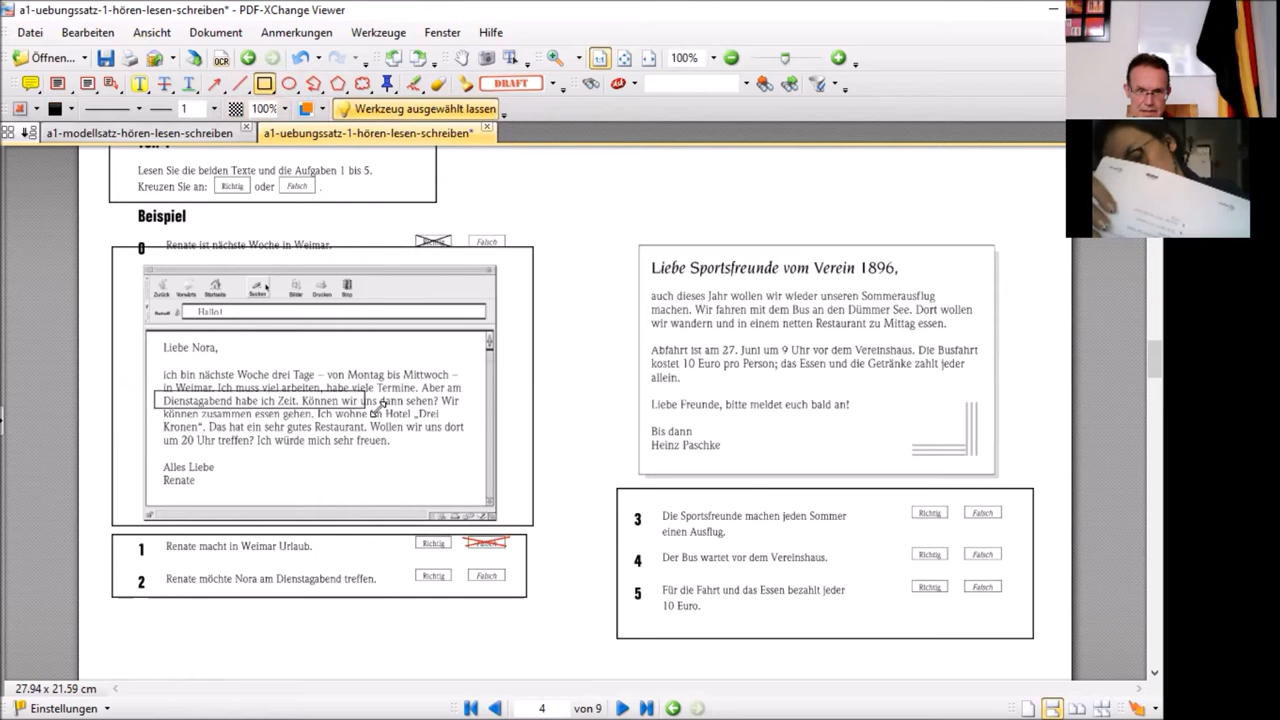 a1-uebungssatz-1-hören-lesen-schreiben* - PDF-XChange Viewer
Datei Bearbeiten Ansicht Dokument Anmerkungen Werkzeuge Fenster Hilfe
Öffnen... OCR 100%
DRAFT
1 100% Werkzeug ausgewählt lassen
a1-modellsatz-hören-lesen-schreiben a1-uebungssatz-1-hören-lesen-schreiben*
Lesen Sie die beiden Texte und die Aufgaben 1 bis 5.
Kreuzen Sie an: Richtig oder Falsch .
Beispiel
0 Renate ist nächste Woche in Weimar. Richtig Falsch
Zurück Vorwärts Startseite Suchen Bilder Drucken Stop
Betreff: Hallo!
Liebe Nora,
ich bin nächste Woche drei Tage – von Montag bis Mittwoch –
in Weimar. Ich muss viel arbeiten, habe viele Termine. Aber am
Dienstagabend habe ich Zeit. Können wir uns dann sehen? Wir
können zusammen essen gehen. Ich wohne im Hotel „Drei
Kronen“. Das hat ein sehr gutes Restaurant. Wollen wir uns dort
um 20 Uhr treffen? Ich würde mich sehr freuen.
Alles Liebe
Renate
1 Renate macht in Weimar Urlaub. Richtig Falsch
2 Renate möchte Nora am Dienstagabend treffen. Richtig Falsch
Liebe Sportsfreunde vom Verein 1896,
auch dieses Jahr wollen wir wieder unseren Sommerausflug
machen. Wir fahren mit dem Bus an den Dümmer See. Dort wollen
wir wandern und in einem netten Restaurant zu Mittag essen.
Abfahrt ist am 27. Juni um 9 Uhr vor dem Vereinshaus. Die Busfahrt
kostet 10 Euro pro Person; das Essen und die Getränke zahlt jeder
allein.
Liebe Freunde, bitte meldet euch bald an!
Bis dann
Heinz Paschke
3 Die Sportsfreunde machen jeden Sommer Richtig Falsch
einen Ausflug.
4 Der Bus wartet vor dem Vereinshaus. Richtig Falsch
5 Für die Fahrt und das Essen bezahlt jeder Richtig Falsch
10 Euro.
27.94 x 21.59 cm
Einstellungen 4 von 9